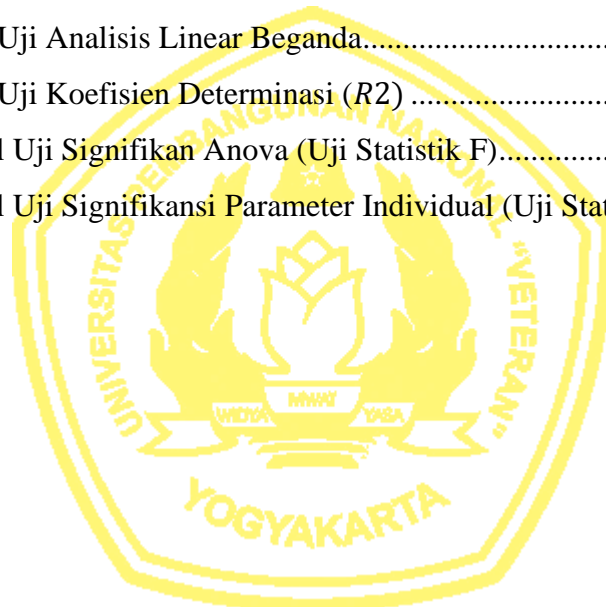 Uji Analisis Linear Beganda..........................................
Uji Koefisien Determinasi (𝑅2) ..................................
l Uji Signifikan Anova (Uji Statistik F)....................
l Uji Signifikansi Parameter Individual (Uji Stat
UNIVERSITAS PEMBANGUNAN NASIONAL "VETERAN"
WIDYA MWAT YASA
YOGYAKARTA